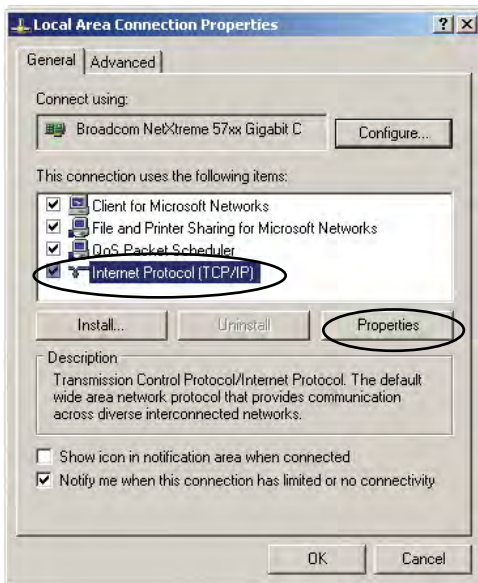 Local Area Connection Properties
General Advanced
Connect using:
Broadcom NetXtreme 57xx Gigabit C
Configure...
This connection uses the following items:
Client for Microsoft Networks
File and Printer Sharing for Microsoft Networks
QoS Packet Scheduler
Internet Protocol (TCP/IP)
Install... Uninstall Properties
Description
Transmission Control Protocol/Internet Protocol. The default
wide area network protocol that provides communication
across diverse interconnected networks.
Show icon in notification area when connected
Notify me when this connection has limited or no connectivity
OK Cancel